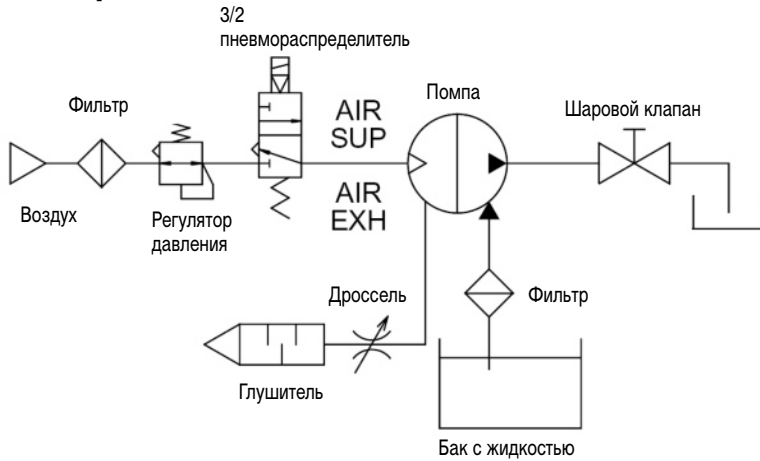 3/2
пневмораспределитель
Фильтр
AIR
SUP
Помпа
Шаровой клапан
Воздух
Регулятор
давления
AIR
EXH
Дроссель
Фильтр
Глушитель
Бак с жидкостью